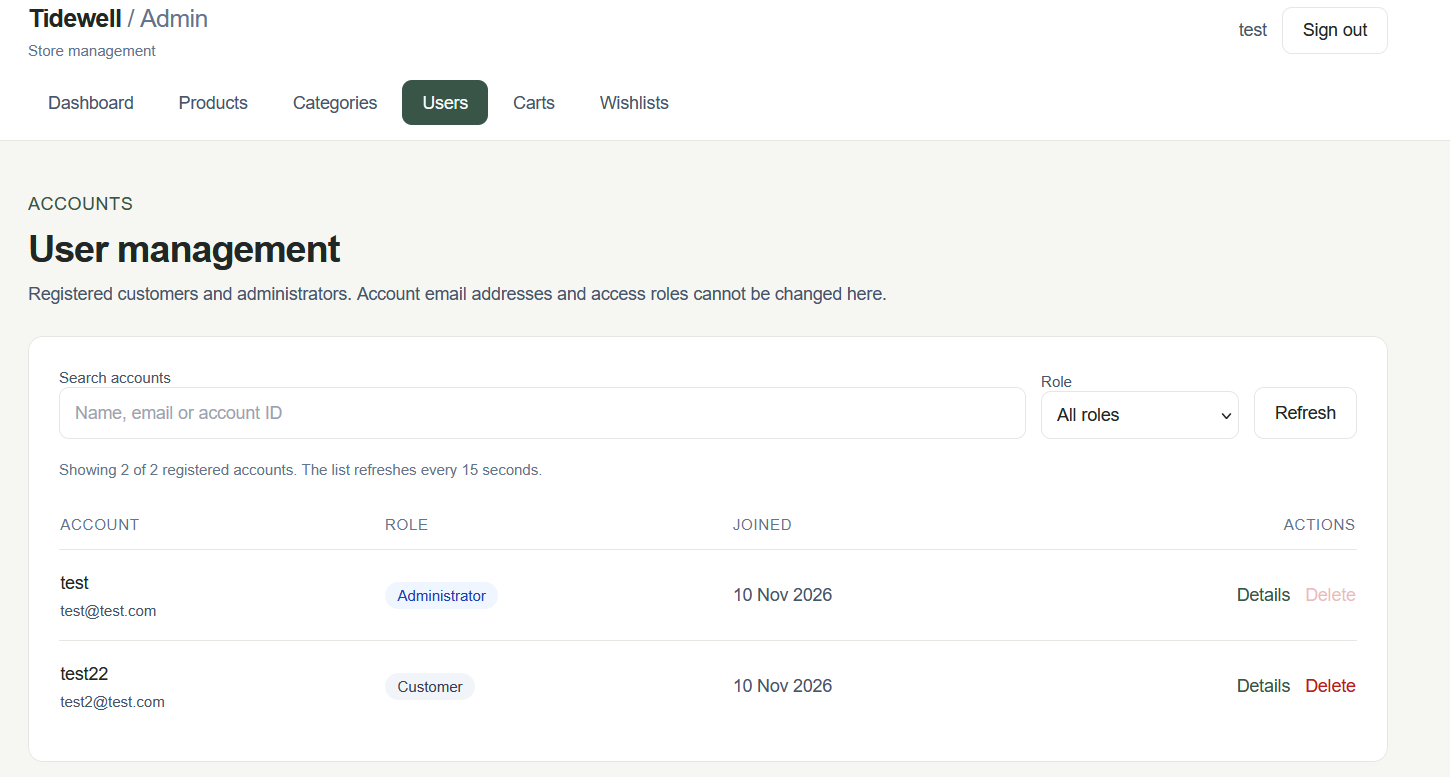 Tidewell / Admin
Store management
test
Sign out
Dashboard Products Categories Users Carts Wishlists
ACCOUNTS
User management
Registered customers and administrators. Account email addresses and access roles cannot be changed here.
Search accounts
Name, email or account ID
Role
All roles
Refresh
Showing 2 of 2 registered accounts. The list refreshes every 15 seconds.
ACCOUNT ROLE JOINED ACTIONS
test
test@test.com
Administrator
10 Nov 2026
Details Delete
test22
test2@test.com
Customer
10 Nov 2026
Details Delete